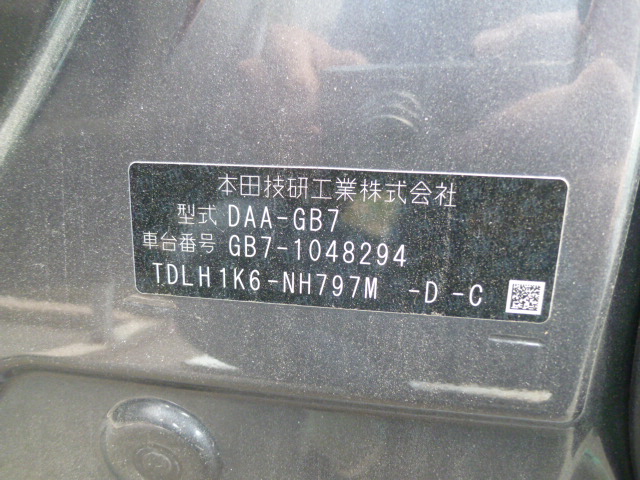 本田技研工業株式会社
型式 DAA-GB7
車台番号 GB7-1048294
TDLH1K6-NH797M -D -C